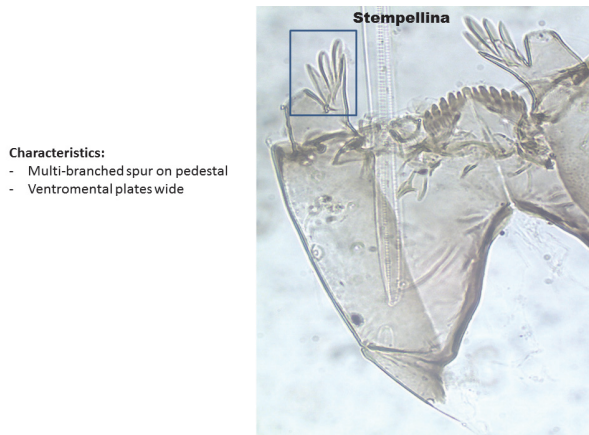 Stempellina
Characteristics:
- Multi-branched spur on pedestal
- Ventromental plates wide